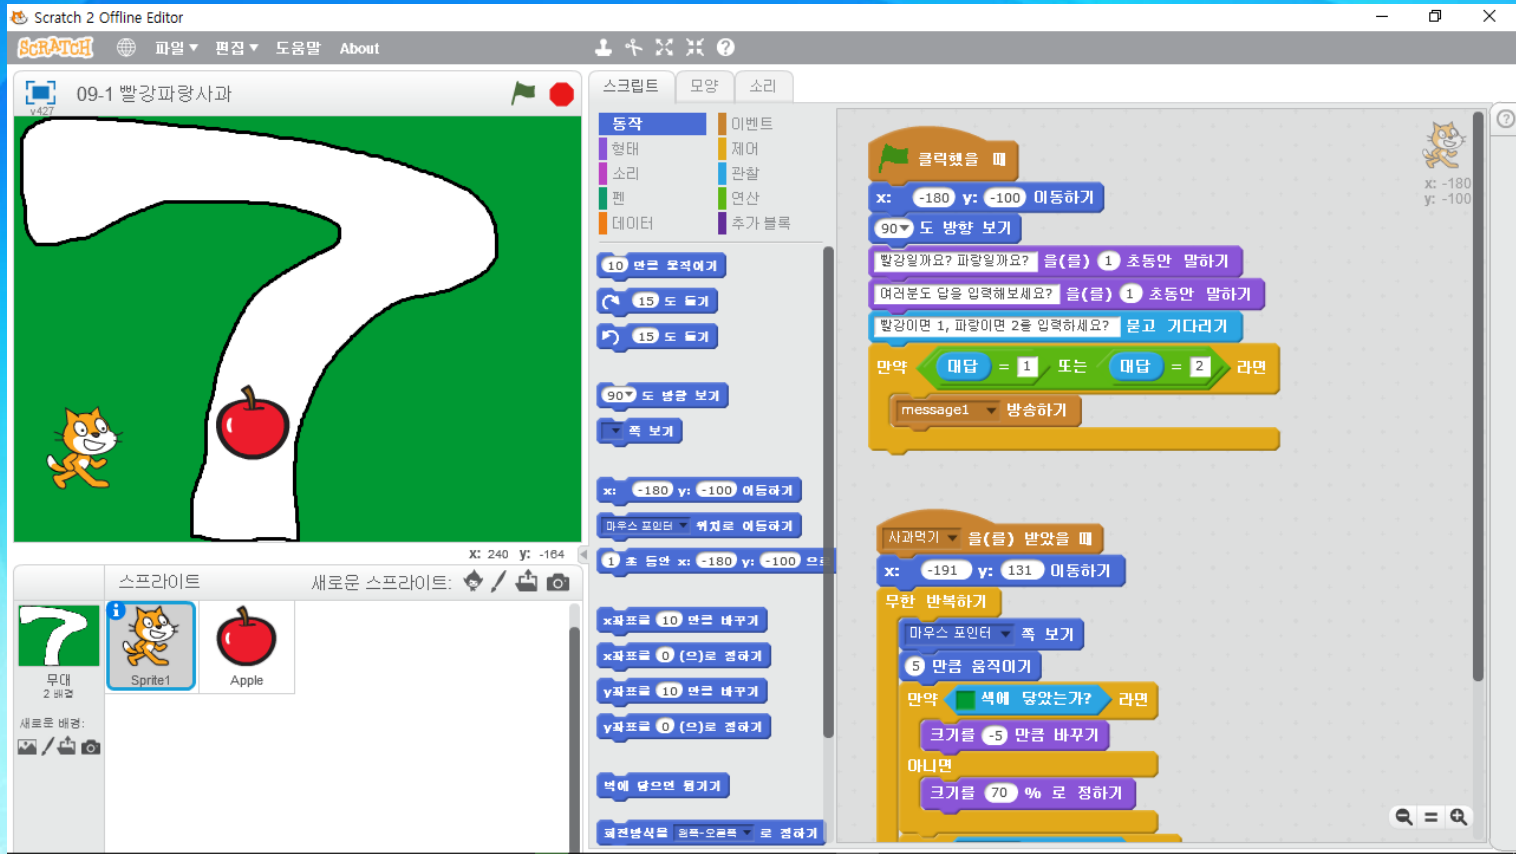 Scratch 2 Offline Editor
SCRATCH 파일 편집 도움말 About
09-1 빨강파랑사과
v427
스크립트 모양 소리
동작 이벤트
형태 제어
소리 관찰
펜 연산
데이터 추가 블록
10 만큼 움직이기
15 도 돌기
15 도 돌기
90 도 방향 보기
쪽 보기
x: -180 y: -100 이동하기
마우스 포인터 위치로 이동하기
1 초 동안 x: -180 y: -100 으로
x좌표를 10 만큼 바꾸기
x좌표를 0 (으)로 정하기
y좌표를 10 만큼 바꾸기
y좌표를 0 (으)로 정하기
벽에 닿으면 튕기기
회전방식을 왼쪽-오른쪽 로 정하기
클릭했을 때
x: -180 y: -100 이동하기
90 도 방향 보기
빨강일까요? 파랑일까요? 을(를) 1 초동안 말하기
여러분도 답을 입력해보세요? 을(를) 1 초동안 말하기
빨강이면 1, 파랑이면 2를 입력하세요? 묻고 기다리기
만약 대답 = 1 또는 대답 = 2 라면
message1 방송하기
사과먹기 을(를) 받았을 때
x: -191 y: 131 이동하기
무한 반복하기
마우스 포인터 쪽 보기
5 만큼 움직이기
만약 색에 닿았는가? 라면
크기를 -5 만큼 바꾸기
아니면
크기를 70 % 로 정하기
x: -180
y: -100
x: 240 y: -164
스프라이트 새로운 스프라이트:
무대
2 배경
새로운 배경:
Sprite1
Apple